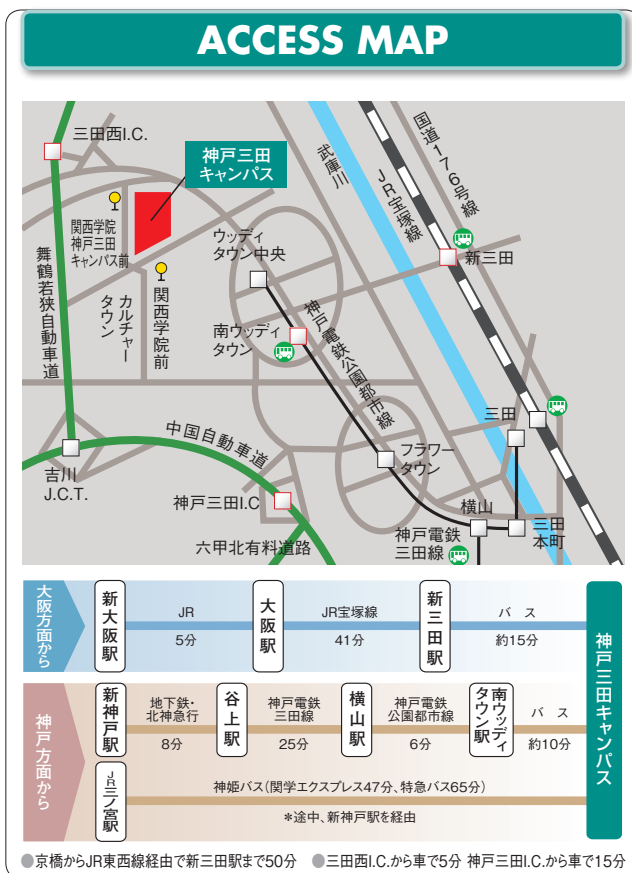 ACCESS MAP
三田西I.C.
神戸三田
キャンパス
武庫川
JR宝塚線
国道176号線
関西学院
神戸三田
キャンパス前
ウッディ
タウン中央
新三田
舞鶴若狭自動車道
カルチャー
タウン
関西学院前
南ウッディ
タウン
神戸電鉄公園都市線
三田
中国自動車道
フラワー
タウン
吉川
J.C.T.
神戸三田I.C
横山
三田
本町
神戸電鉄
三田線
六甲北有料道路
大阪方面から
新大阪駅
JR
5分
大阪駅
JR宝塚線
41分
新三田駅
バス
約15分
神戸三田キャンパス
神戸方面から
新神戸駅
地下鉄・
北神急行
8分
谷上駅
神戸電鉄
三田線
25分
横山駅
神戸電鉄
公園都市線
6分
南ウッディ
タウン駅
バス
約10分
JR三ノ宮駅
神姫バス(関学エクスプレス47分、特急バス65分)
*途中、新神戸駅を経由
●京橋からJR東西線経由で新三田駅まで50分 ●三田西I.C.から車で5分 神戸三田I.C.から車で15分